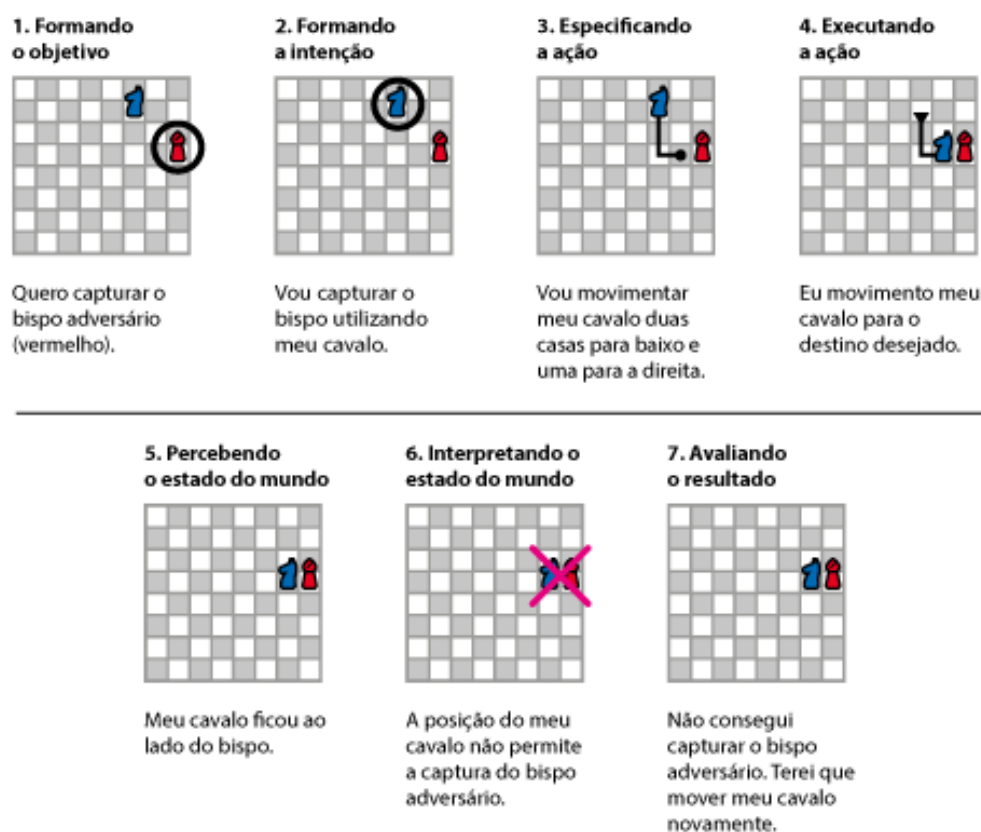 1. Formando
o objetivo
2. Formando
a intenção
3. Especificando
a ação
4. Executando
a ação
Quero capturar o
bispo adversário
(vermelho).
Vou capturar o
bispo utilizando
meu cavalo.
Vou movimentar
meu cavalo duas
casas para baixo e
uma para a direita.
Eu movimento meu
cavalo para o
destino desejado.
5. Percebendo
o estado do mundo
6. Interpretando o
estado do mundo
7. Avaliando
o resultado
Meu cavalo ficou ao
lado do bispo.
A posição do meu
cavalo não permite
a captura do bispo
adversário.
Não consegui
capturar o bispo
adversário. Terei que
mover meu cavalo
novamente.